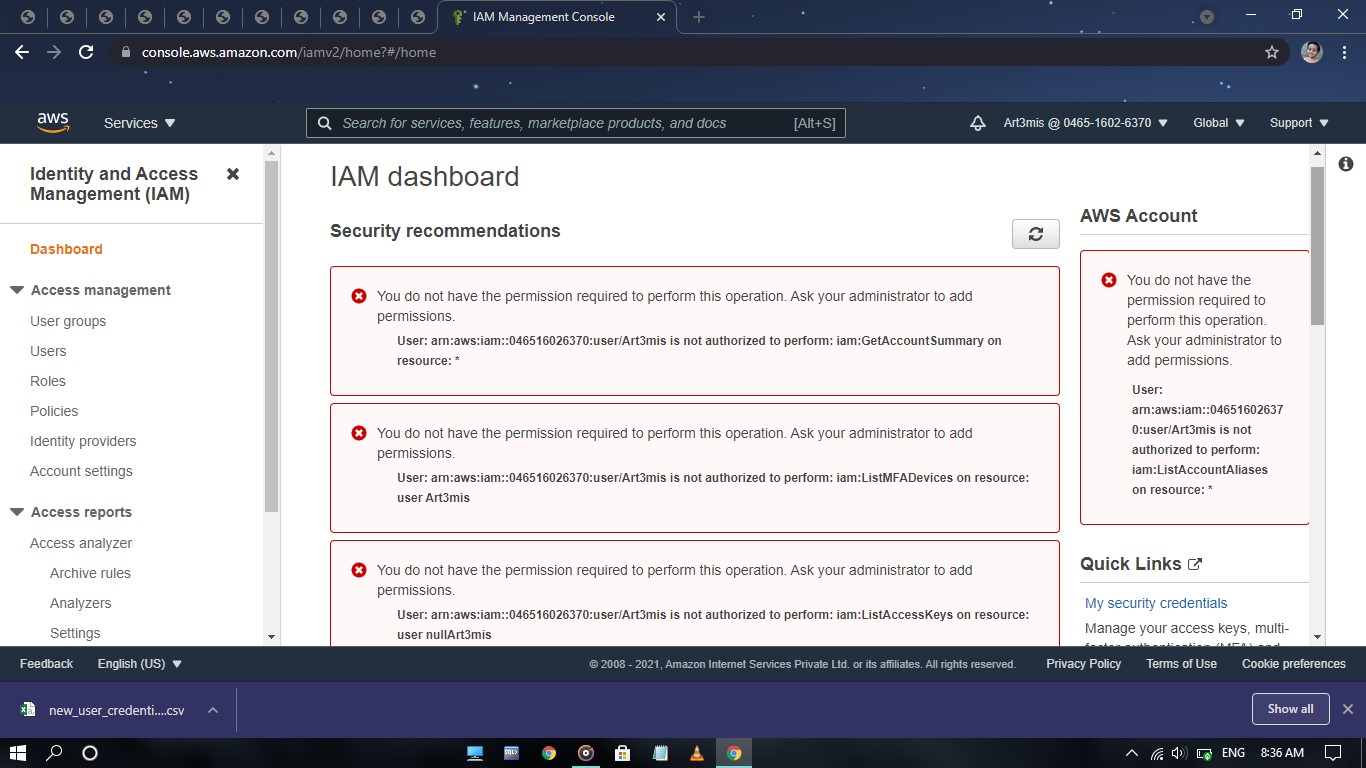 IAM Management Console
console.aws.amazon.com/iamv2/home?#/home
aws
Services
Search for services, features, marketplace products, and docs
[Alt+S]
Art3mis @ 0465-1602-6370
Global
Support
Identity and Access
Management (IAM)
Dashboard
Access management
User groups
Users
Roles
Policies
Identity providers
Account settings
Access reports
Access analyzer
Archive rules
Analyzers
Settings
IAM dashboard
Security recommendations
You do not have the permission required to perform this operation. Ask your administrator to add
permissions.
User: arn:aws:iam::046516026370:user/Art3mis is not authorized to perform: iam:GetAccountSummary on
resource: *
You do not have the permission required to perform this operation. Ask your administrator to add
permissions.
User: arn:aws:iam::046516026370:user/Art3mis is not authorized to perform: iam:ListMFADevices on resource:
user Art3mis
You do not have the permission required to perform this operation. Ask your administrator to add
permissions.
User: arn:aws:iam::046516026370:user/Art3mis is not authorized to perform: iam:ListAccessKeys on resource:
user nullArt3mis
AWS Account
You do not have the
permission required to
perform this operation.
Ask your administrator to
add permissions.
User:
arn:aws:iam::04651602637
0:user/Art3mis is not
authorized to perform:
iam:ListAccountAliases
on resource: *
Quick Links
My security credentials
Manage your access keys, multi-
factor authentication (MFA) and
Feedback
English (US)
© 2008 - 2021, Amazon Internet Services Private Ltd. or its affiliates. All rights reserved.
Privacy Policy
Terms of Use
Cookie preferences
new_user_credenti....csv
Show all
ENG
8:36 AM